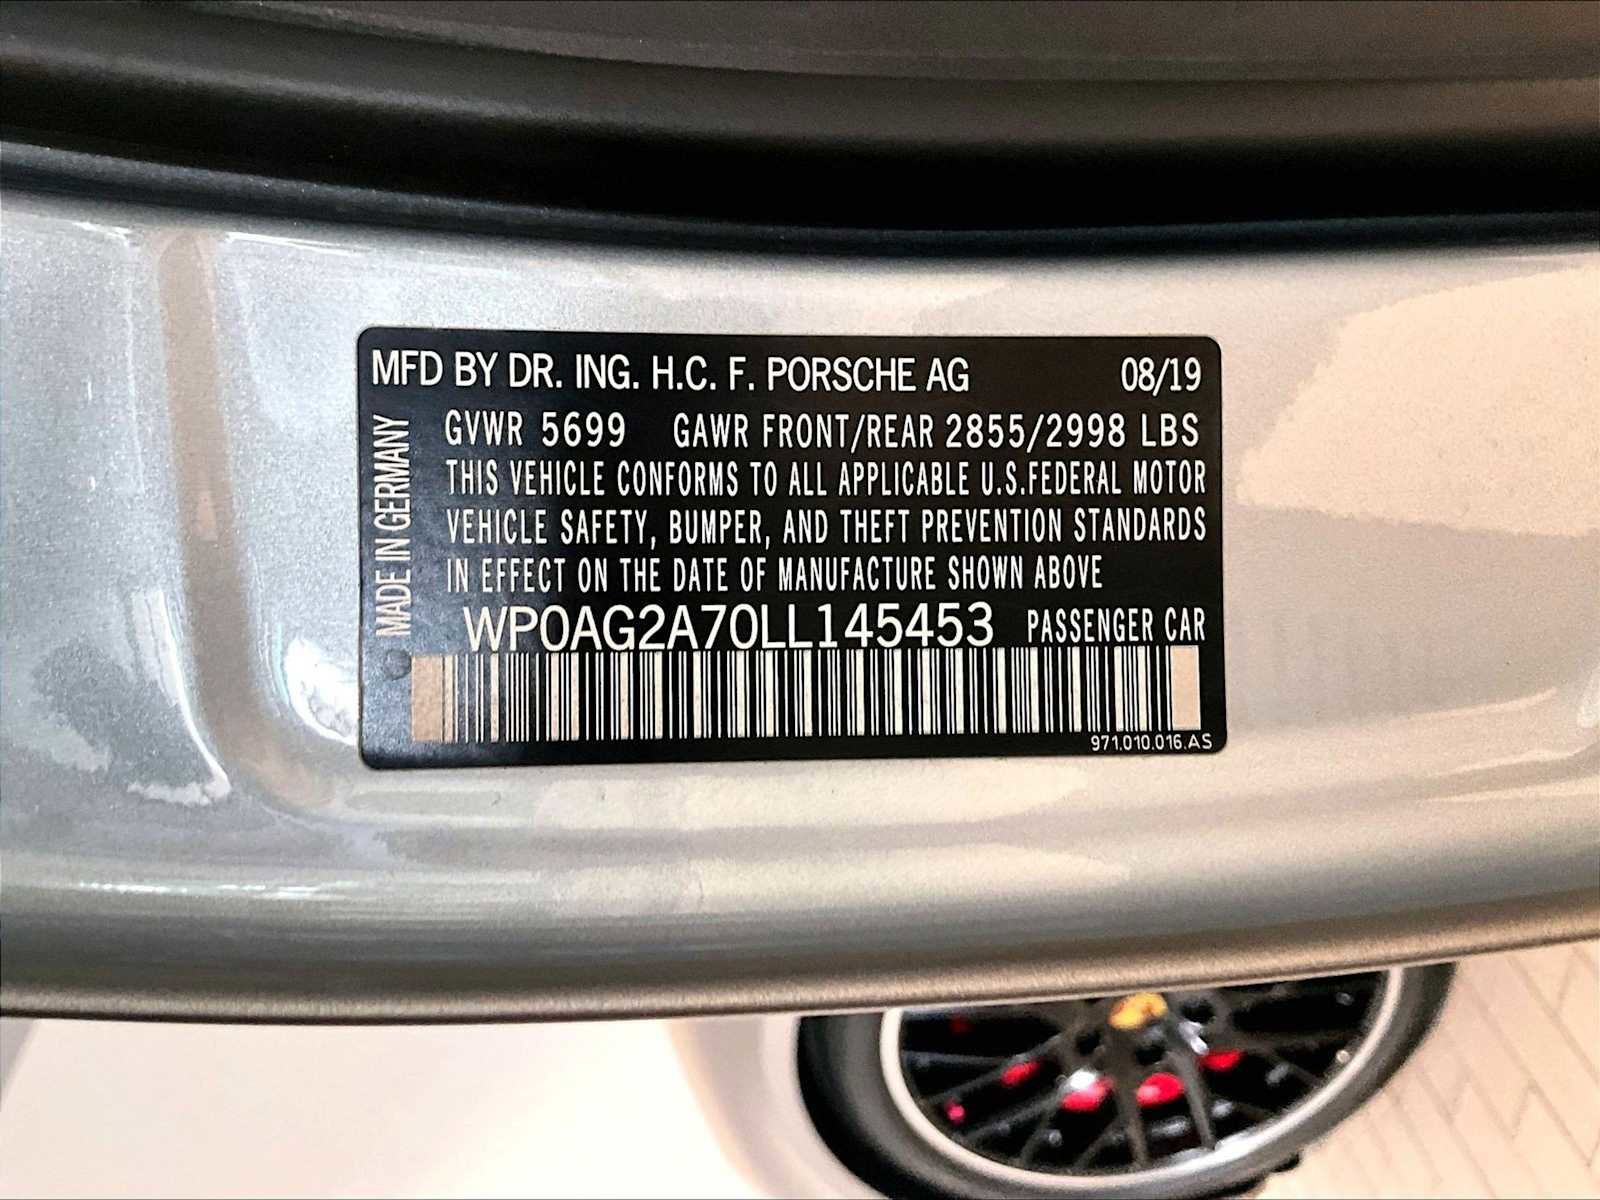 MFD BY DR. ING. H.C. F. PORSCHE AG 08/19
GVWR 5699 GAWR FRONT/REAR 2855/2998 LBS
THIS VEHICLE CONFORMS TO ALL APPLICABLE U.S.FEDERAL MOTOR
VEHICLE SAFETY, BUMPER, AND THEFT PREVENTION STANDARDS
IN EFFECT ON THE DATE OF MANUFACTURE SHOWN ABOVE
WP0AG2A70LL145453 PASSENGER CAR
971.010.016.AS
MADE IN GERMANY